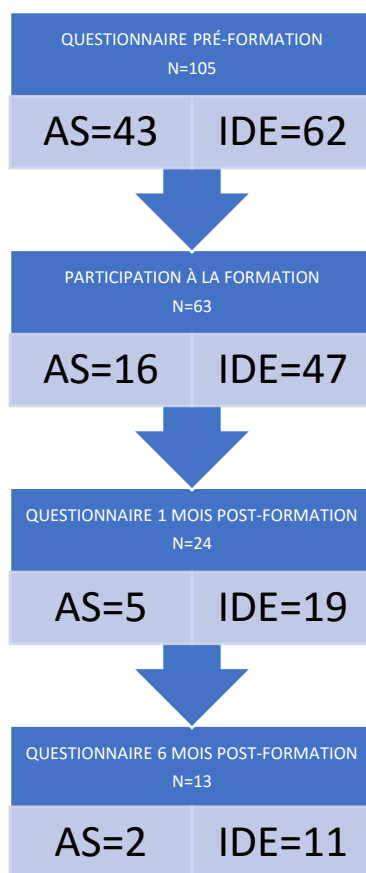 QUESTIONNAIRE PRÉ-FORMATION
N=105
AS=43 IDE=62
PARTICIPATION À LA FORMATION
N=63
AS=16 IDE=47
QUESTIONNAIRE 1 MOIS POST-FORMATION
N=24
AS=5 IDE=19
QUESTIONNAIRE 6 MOIS POST-FORMATION
N=13
AS=2 IDE=11